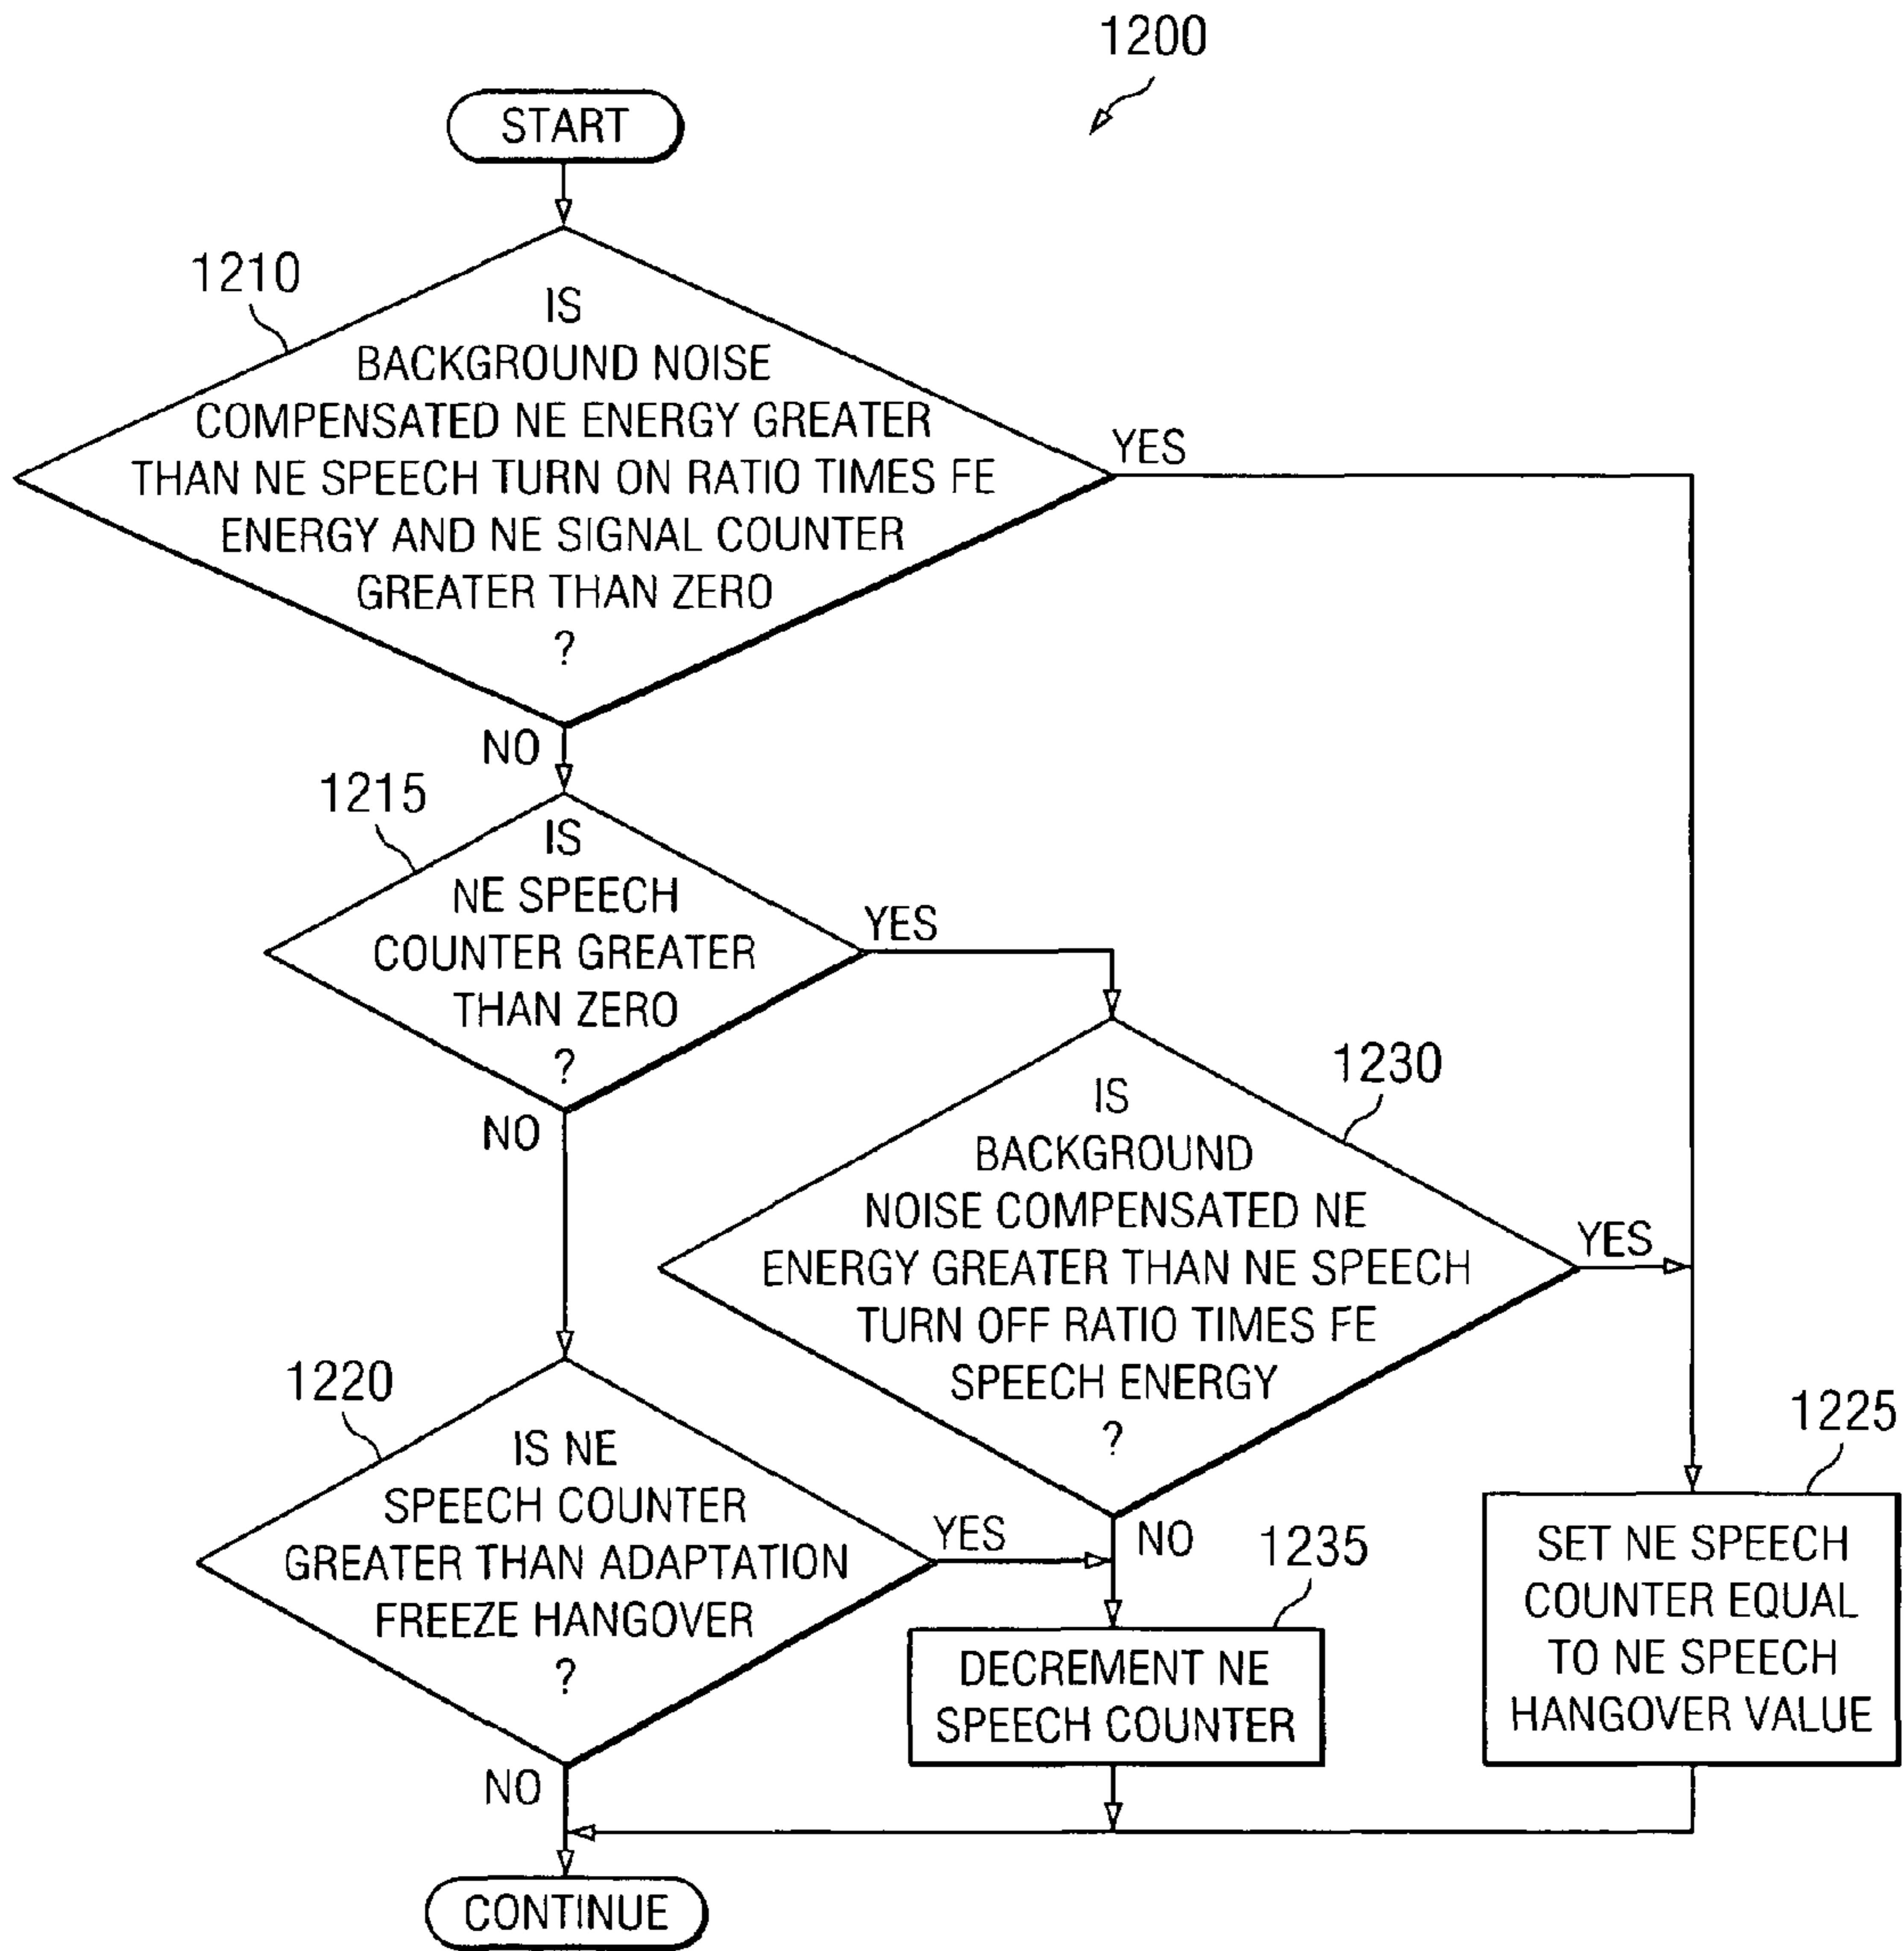 1200
START
1210
IS
BACKGROUND NOISE
COMPENSATED NE ENERGY GREATER
THAN NE SPEECH TURN ON RATIO TIMES FE
ENERGY AND NE SIGNAL COUNTER
GREATER THAN ZERO
?
YES
NO
1215
IS
NE SPEECH
COUNTER GREATER
THAN ZERO
?
YES
NO
1230
IS
BACKGROUND
NOISE COMPENSATED NE
ENERGY GREATER THAN NE SPEECH
TURN OFF RATIO TIMES FE
SPEECH ENERGY
?
YES
NO
1220
IS NE
SPEECH COUNTER
GREATER THAN ADAPTATION
FREEZE HANGOVER
?
YES
NO
1235
DECREMENT NE
SPEECH COUNTER
1225
SET NE SPEECH
COUNTER EQUAL
TO NE SPEECH
HANGOVER VALUE
CONTINUE